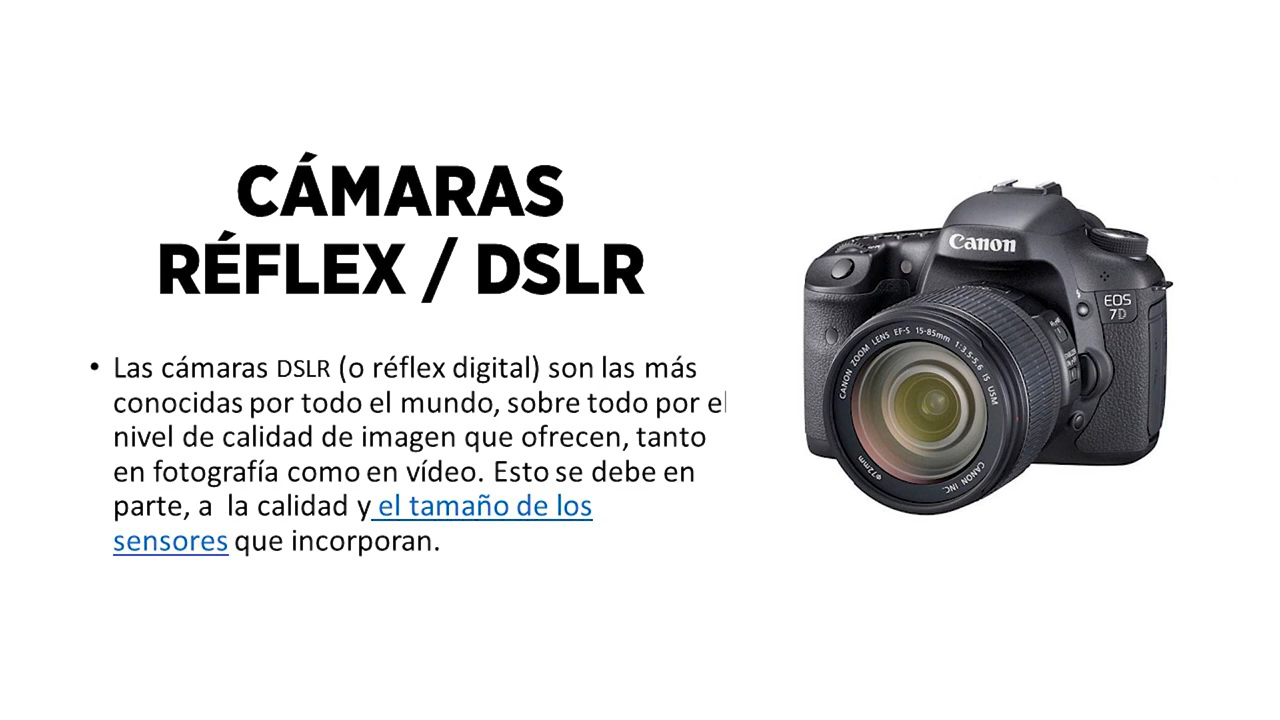 CÁMARAS
RÉFLEX / DSLR
• Las cámaras DSLR (o réflex digital) son las más
conocidas por todo el mundo, sobre todo por el
nivel de calidad de imagen que ofrecen, tanto
en fotografía como en vídeo. Esto se debe en
parte, a  la calidad y el tamaño de los
sensores que incorporan.
Canon
EOS
7D
CANON ZOOM LENS EF-S 15-85mm 1:3.5-5.6 IS USM
CANON INC.
⌀72mm